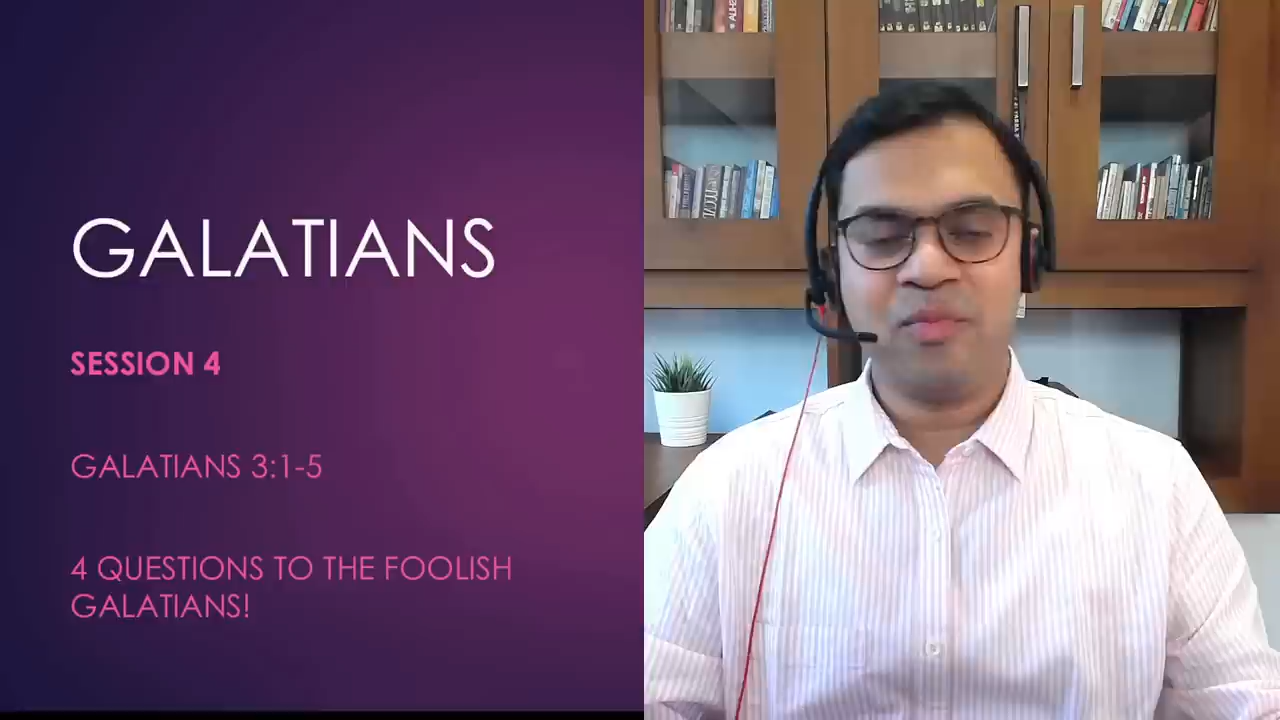 GALATIANS
SESSION 4
GALATIANS 3:1-5
4 QUESTIONS TO THE FOOLISH
GALATIANS!